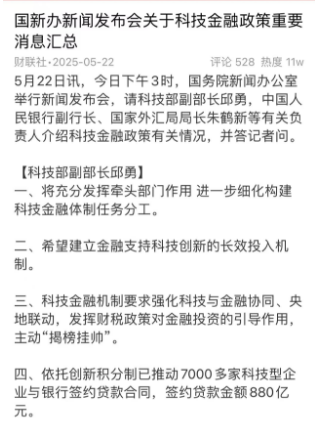 国新办新闻发布会关于科技金融政策重要
消息汇总
财联社·2025-05-22 评论 528 热度 11w
5月22日讯，今日下午3时，国务院新闻办公室
举行新闻发布会，请科技部副部长邱勇，中国人
民银行副行长、国家外汇局局长朱鹤新等有关负
责人介绍科技金融政策有关情况，并答记者问。
【科技部副部长邱勇】
一、将充分发挥牵头部门作用 进一步细化构建
科技金融体制任务分工。
二、希望建立金融支持科技创新的长效投入机
制。
三、科技金融机制要求强化科技与金融协同、央
地联动，发挥财税政策对金融投资的引导作用，
主动“揭榜挂帅”。
四、依托创新积分制已推动7000多家科技型企
业与银行签约贷款合同，签约贷款金额880亿
元。